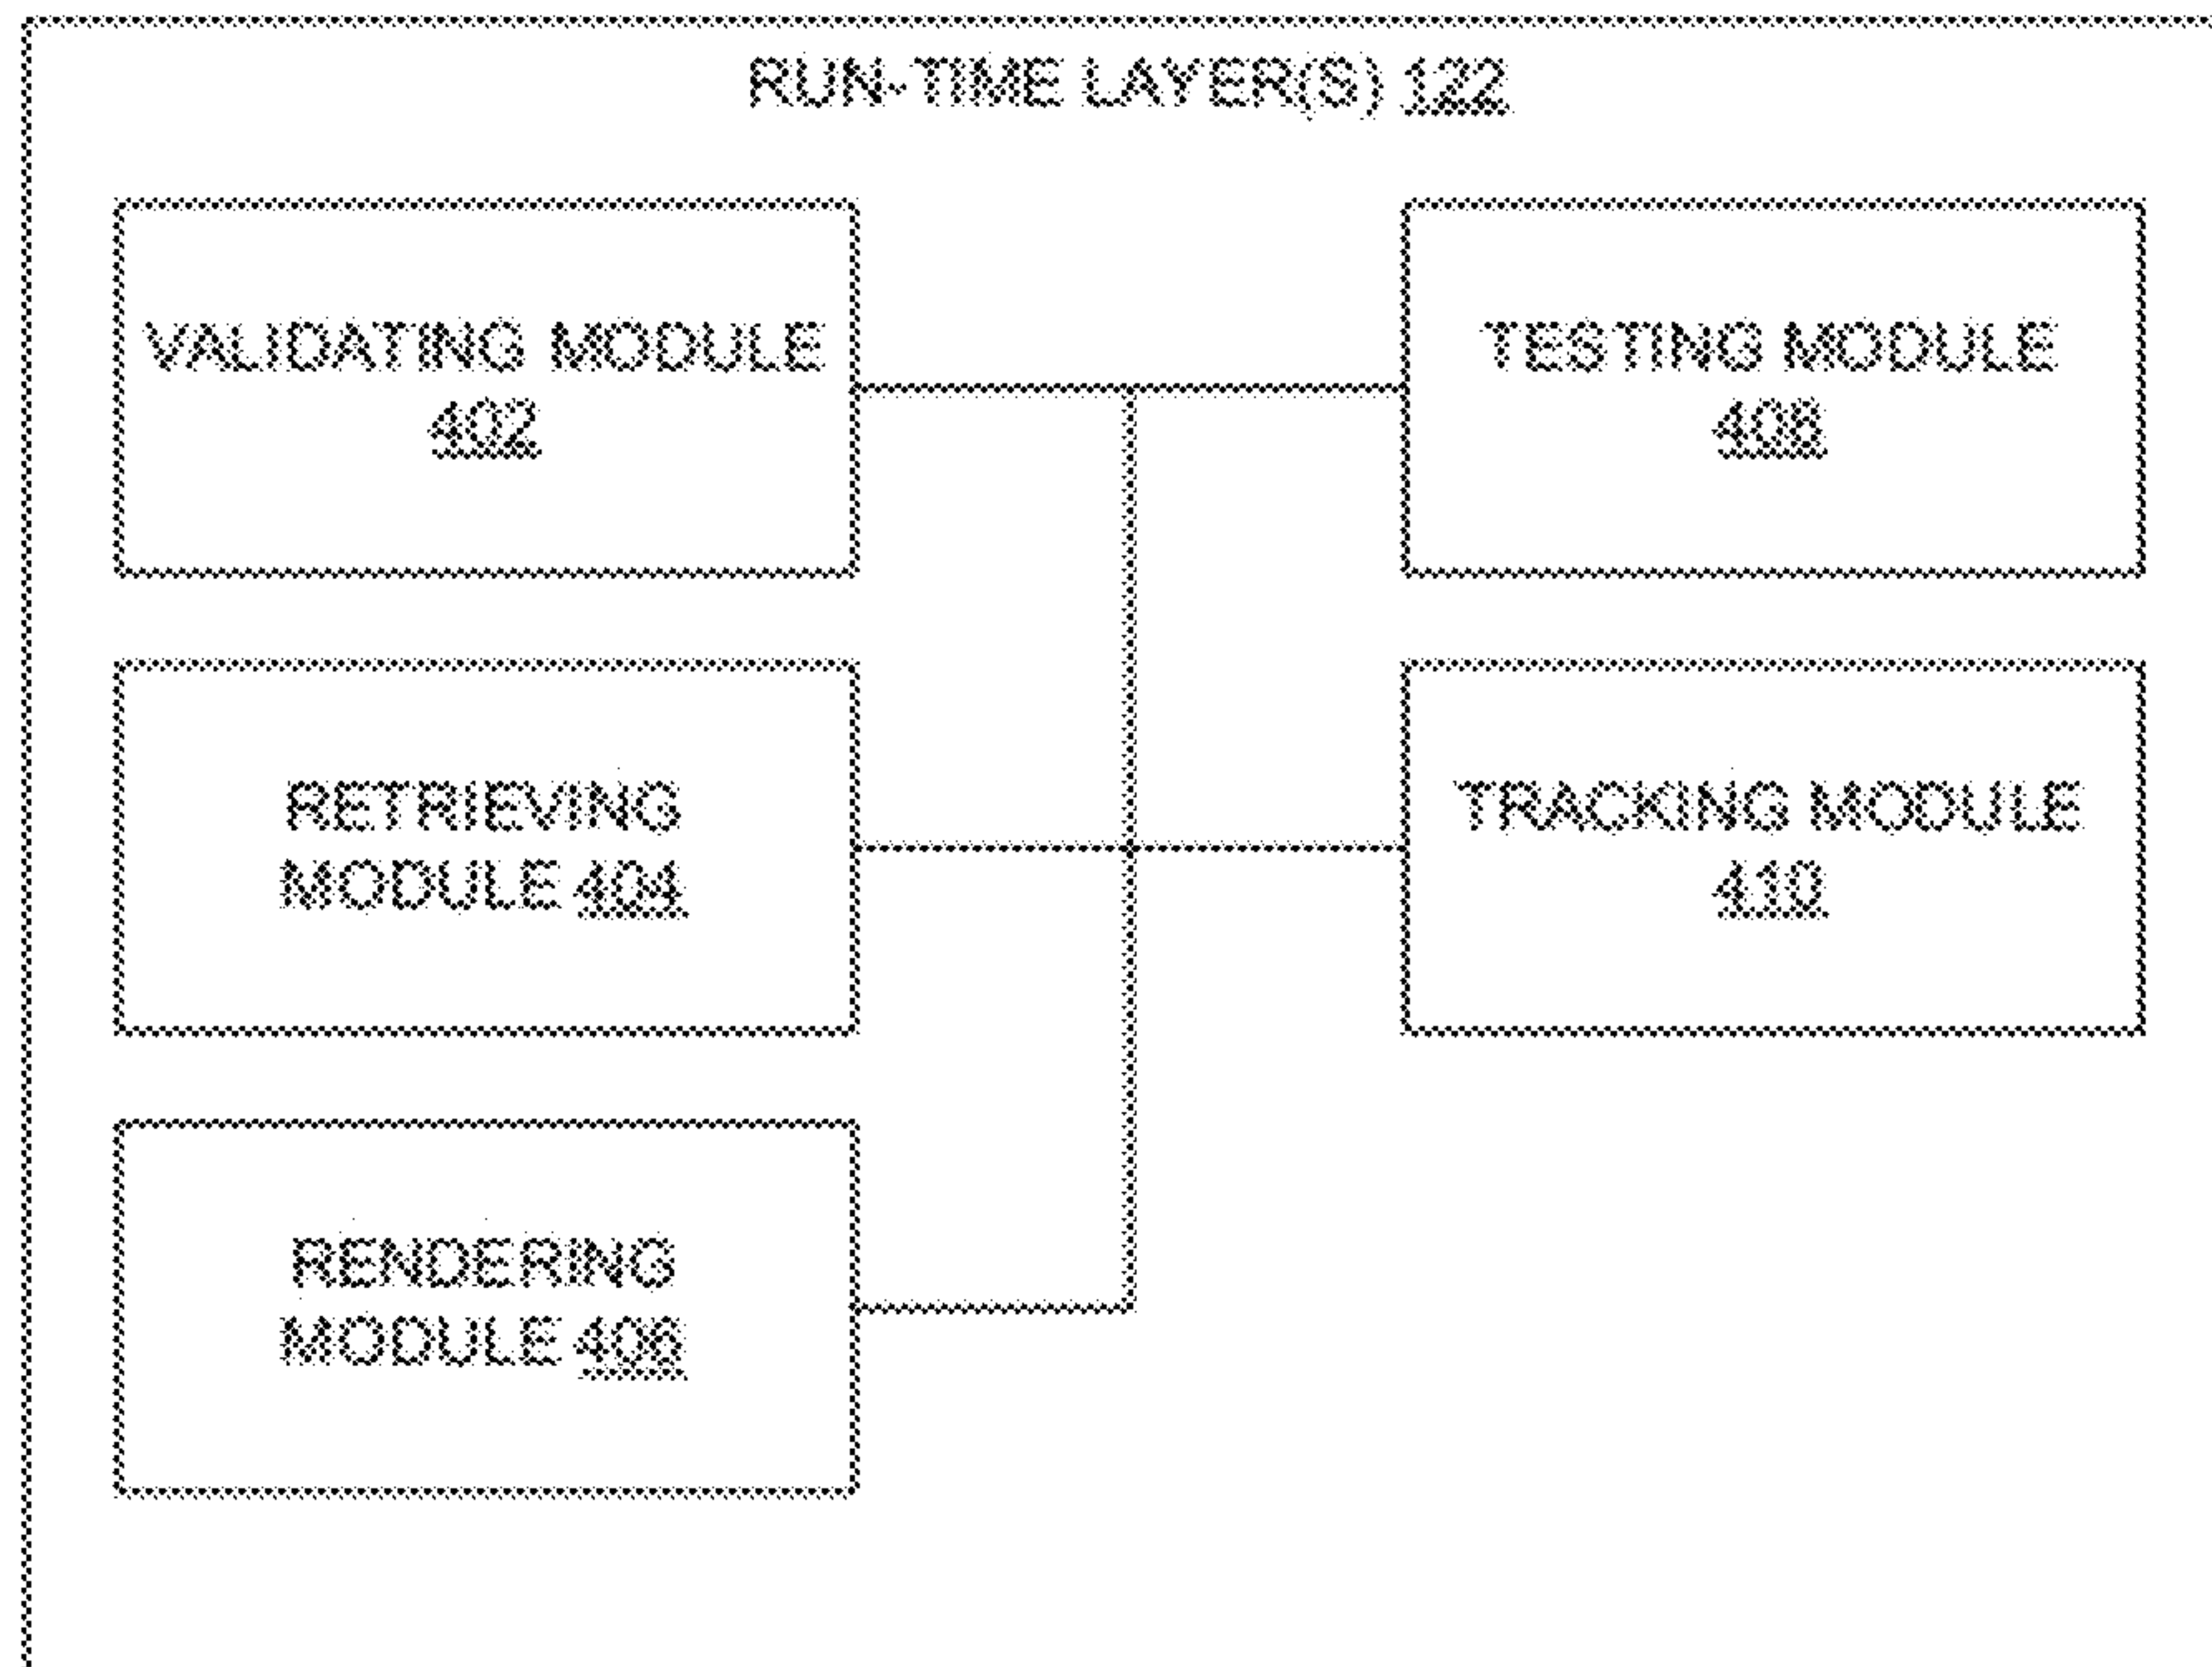 RUN-TIME LAYER(S) 122
VALIDATING MODULE
402
TESTING MODULE
408
RETRIEVING
MODULE 404
TRACKING MODULE
410
RENDERING
MODULE 406